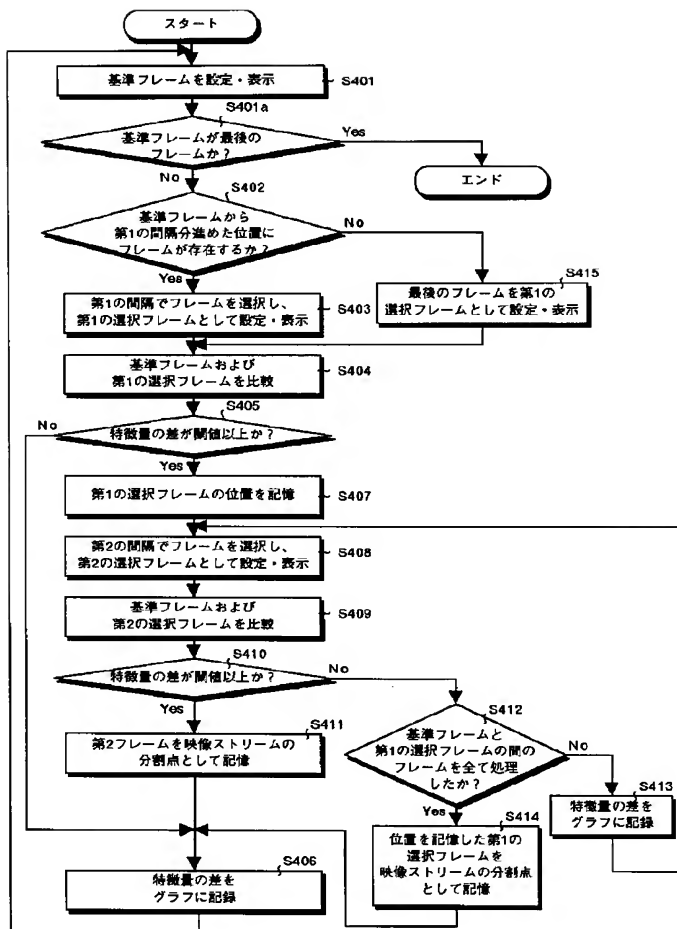 スタート
基準フレームを設定・表示
S401
S401a
基準フレームが最後の
フレームか？
Yes
No
エンド
S402
基準フレームから
第1の間隔分進めた位置に
フレームが存在するか？
No
Yes
第1の間隔でフレームを選択し、
第1の選択フレームとして設定・表示
S403
S415
最後のフレームを第1の
選択フレームとして設定・表示
基準フレームおよび
第1の選択フレームを比較
S404
S405
特徴量の差が閾値以上か？
No
Yes
第1の選択フレームの位置を記憶
S407
第2の間隔でフレームを選択し、
第2の選択フレームとして設定・表示
S408
基準フレームおよび
第2の選択フレームを比較
S409
S410
特徴量の差が閾値以上か？
No
Yes
S411
第2フレームを映像ストリームの
分割点として記憶
S412
基準フレームと
第1の選択フレームの間の
フレームを全て処理
したか？
No
Yes
S413
特徴量の差を
グラフに記録
S414
位置を記憶した第1の
選択フレームを
映像ストリームの分割点
として記憶
S406
特徴量の差を
グラフに記録